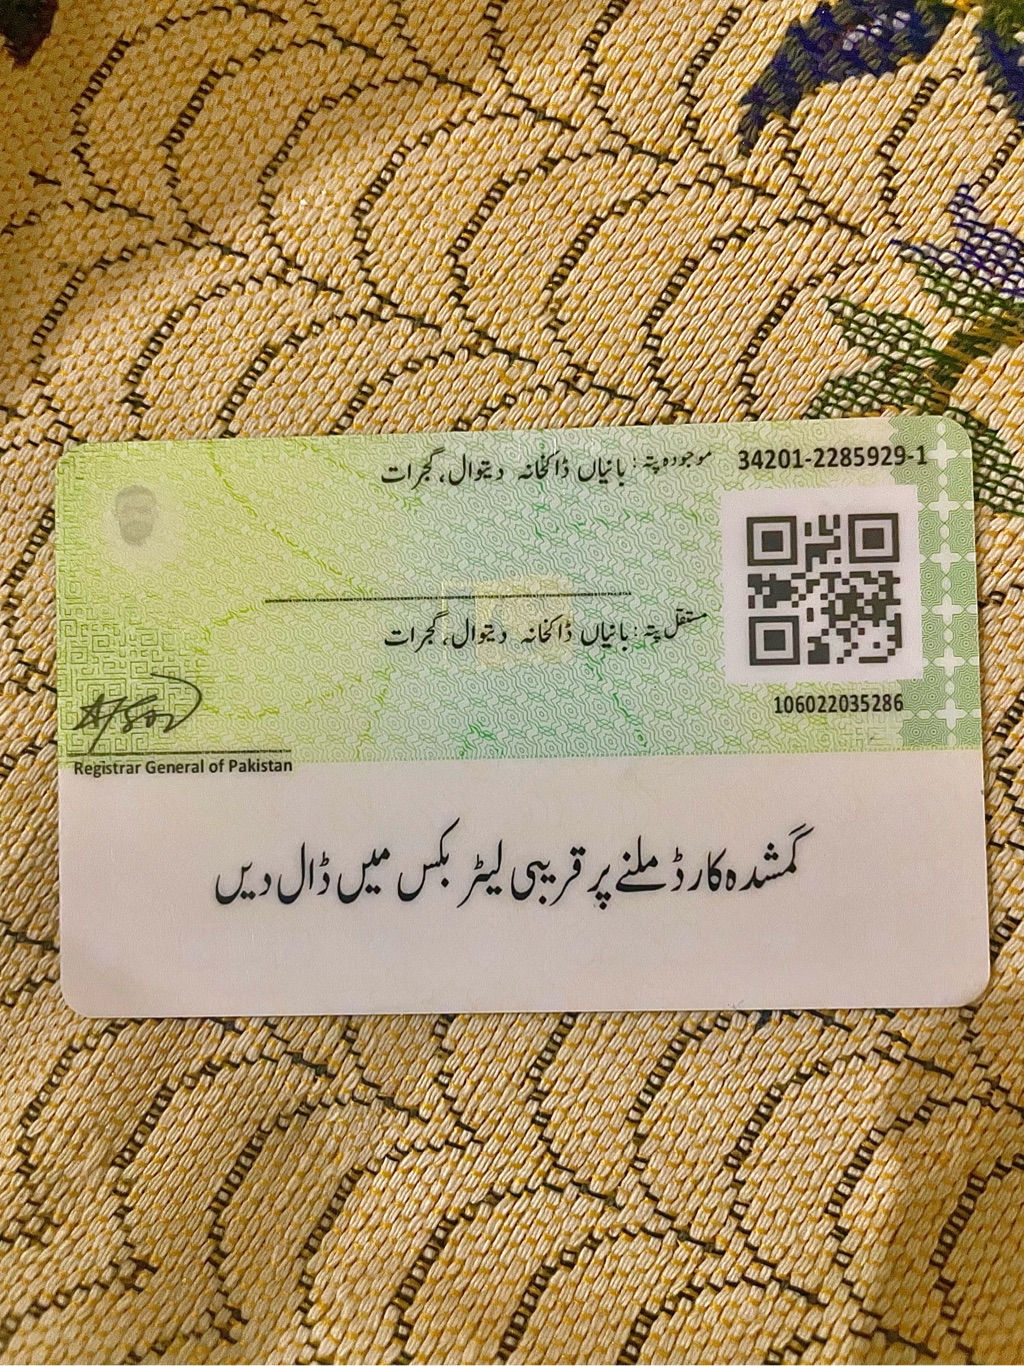 34201-2285929-1
موجودہ پتہ: بانیاں ڈاکخانہ دیتوال، گجرات
مستقل پتہ: بانیاں ڈاکخانہ دیتوال، گجرات
106022035286
Registrar General of Pakistan
گمشدہ کارڈ ملنے پر قریبی لیٹر بکس میں ڈال دیں